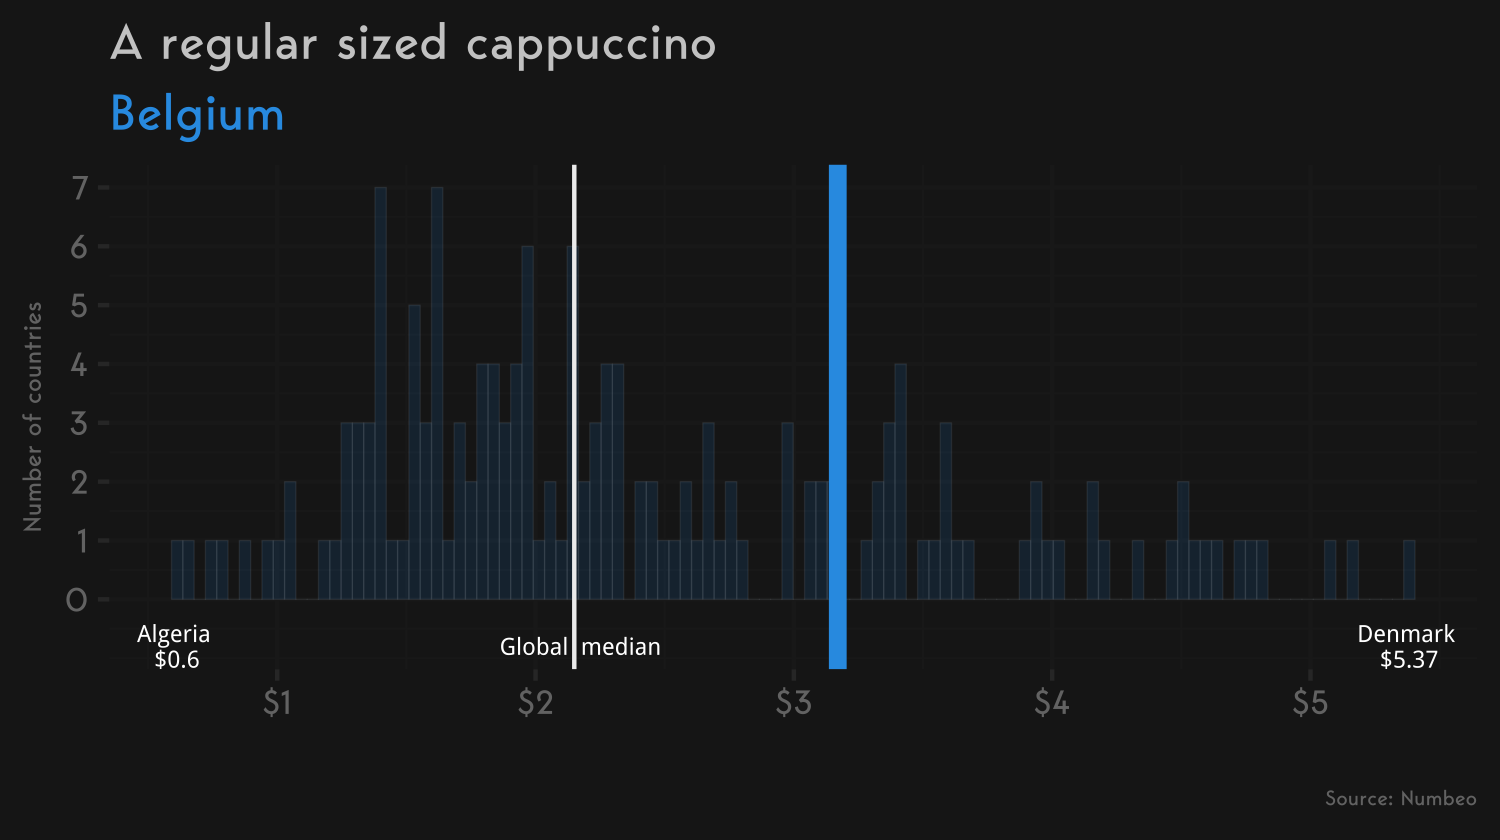 A regular sized cappuccino
Belgium
Number of countries
7
6
5
4
3
2
1
0
Algeria
$0.6
Global median
Denmark
$5.37
$1 $2 $3 $4 $5
Source: Numbeo